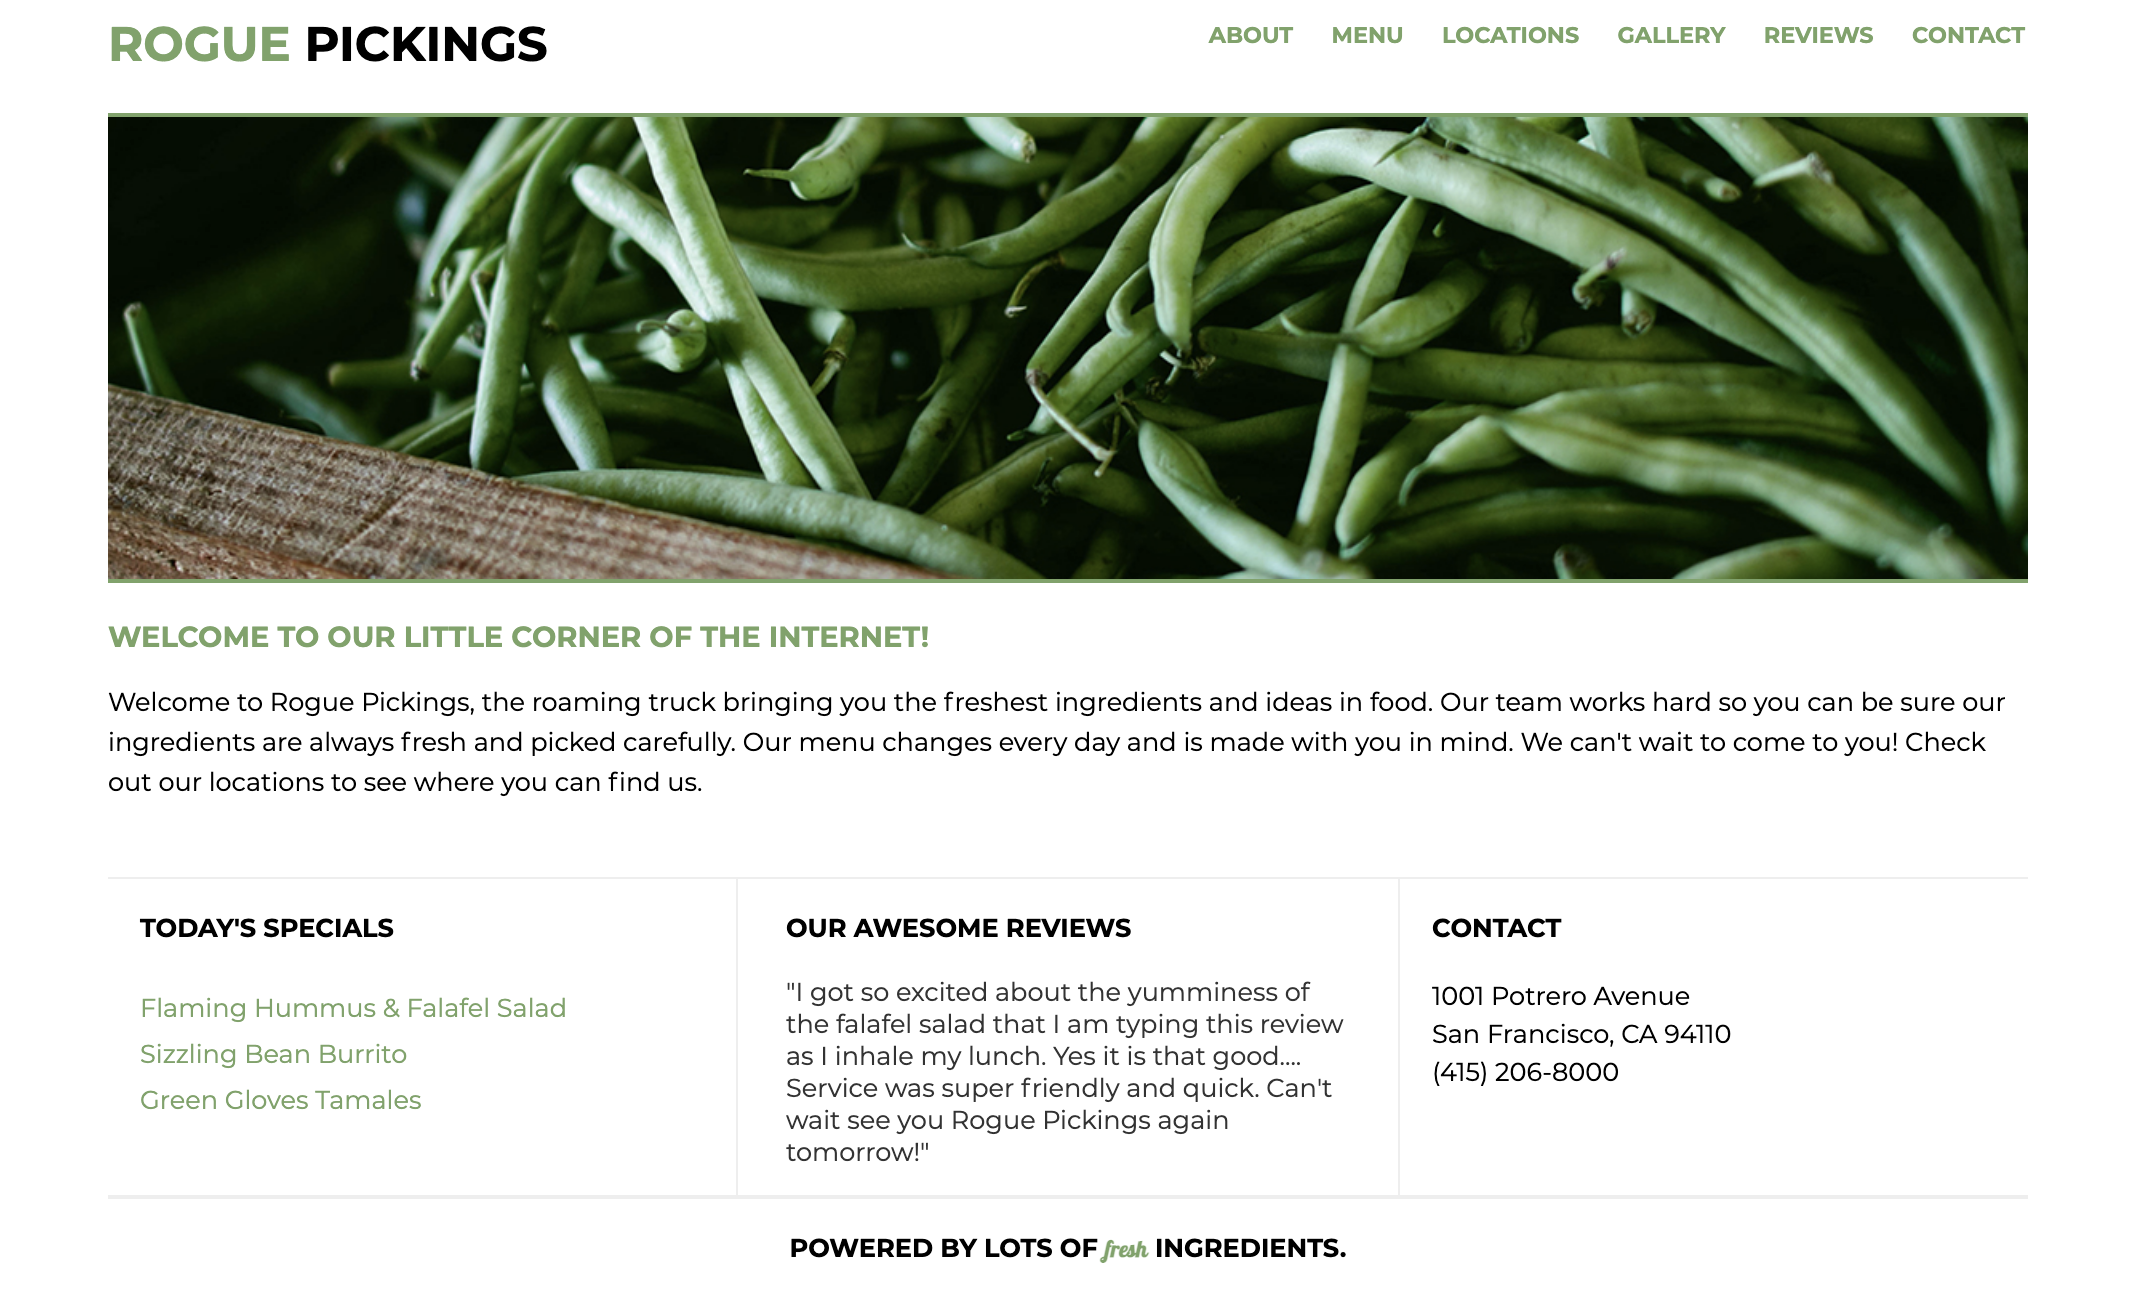 ROGUE PICKINGS
ABOUT MENU LOCATIONS GALLERY REVIEWS CONTACT
WELCOME TO OUR LITTLE CORNER OF THE INTERNET!
Welcome to Rogue Pickings, the roaming truck bringing you the freshest ingredients and ideas in food. Our team works hard so you can be sure our
ingredients are always fresh and picked carefully. Our menu changes every day and is made with you in mind. We can't wait to come to you! Check
out our locations to see where you can find us.
TODAY'S SPECIALS
Flaming Hummus & Falafel Salad
Sizzling Bean Burrito
Green Gloves Tamales
OUR AWESOME REVIEWS
"I got so excited about the yumminess of
the falafel salad that I am typing this review
as I inhale my lunch. Yes it is that good....
Service was super friendly and quick. Can't
wait see you Rogue Pickings again
tomorrow!"
CONTACT
1001 Potrero Avenue
San Francisco, CA 94110
(415) 206-8000
POWERED BY LOTS OF fresh INGREDIENTS.